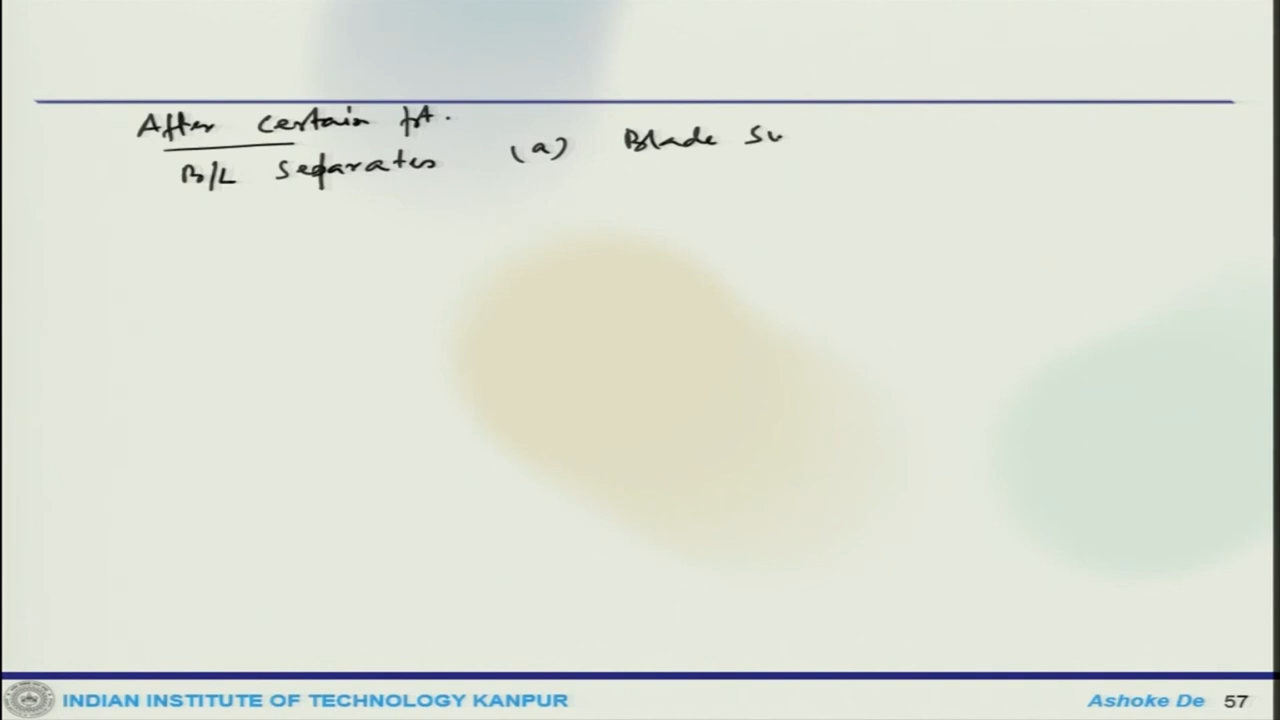 After certain pt.
B/L separates (a) Blade su
INDIAN INSTITUTE OF TECHNOLOGY KANPUR
Ashoke De 57